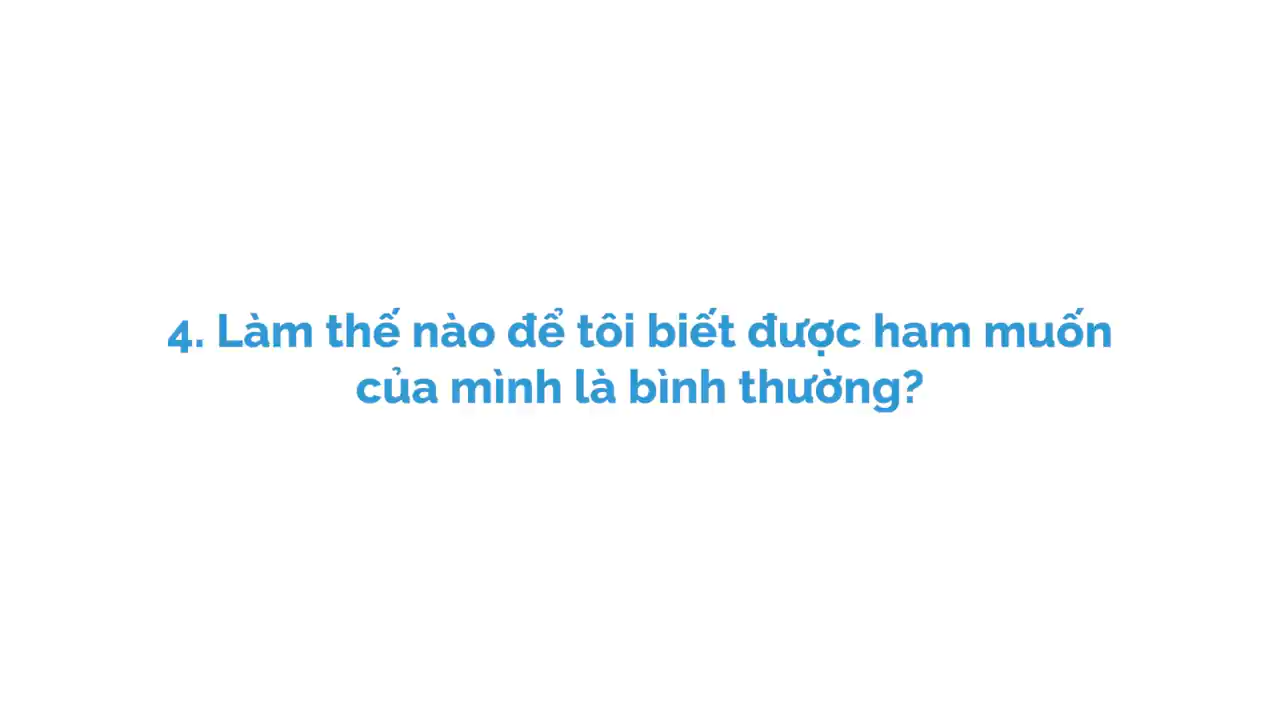 4. Làm thế nào để tôi biết được ham muốn
của mình là bình thường?